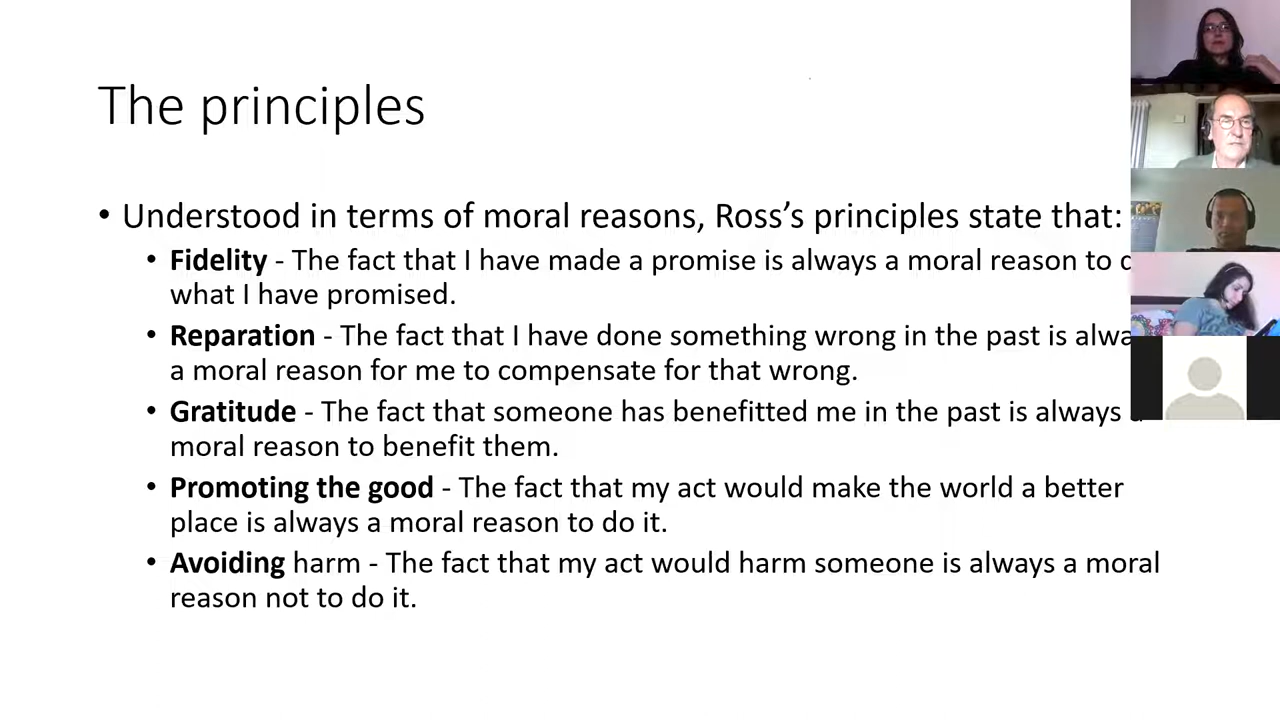 The principles
• Understood in terms of moral reasons, Ross’s principles state that:
• Fidelity - The fact that I have made a promise is always a moral reason to
what I have promised.
• Reparation - The fact that I have done something wrong in the past is
a moral reason for me to compensate for that wrong.
• Gratitude - The fact that someone has benefitted me in the past is always
moral reason to benefit them.
• Promoting the good - The fact that my act would make the world a better
place is always a moral reason to do it.
• Avoiding harm - The fact that my act would harm someone is always a moral
reason not to do it.